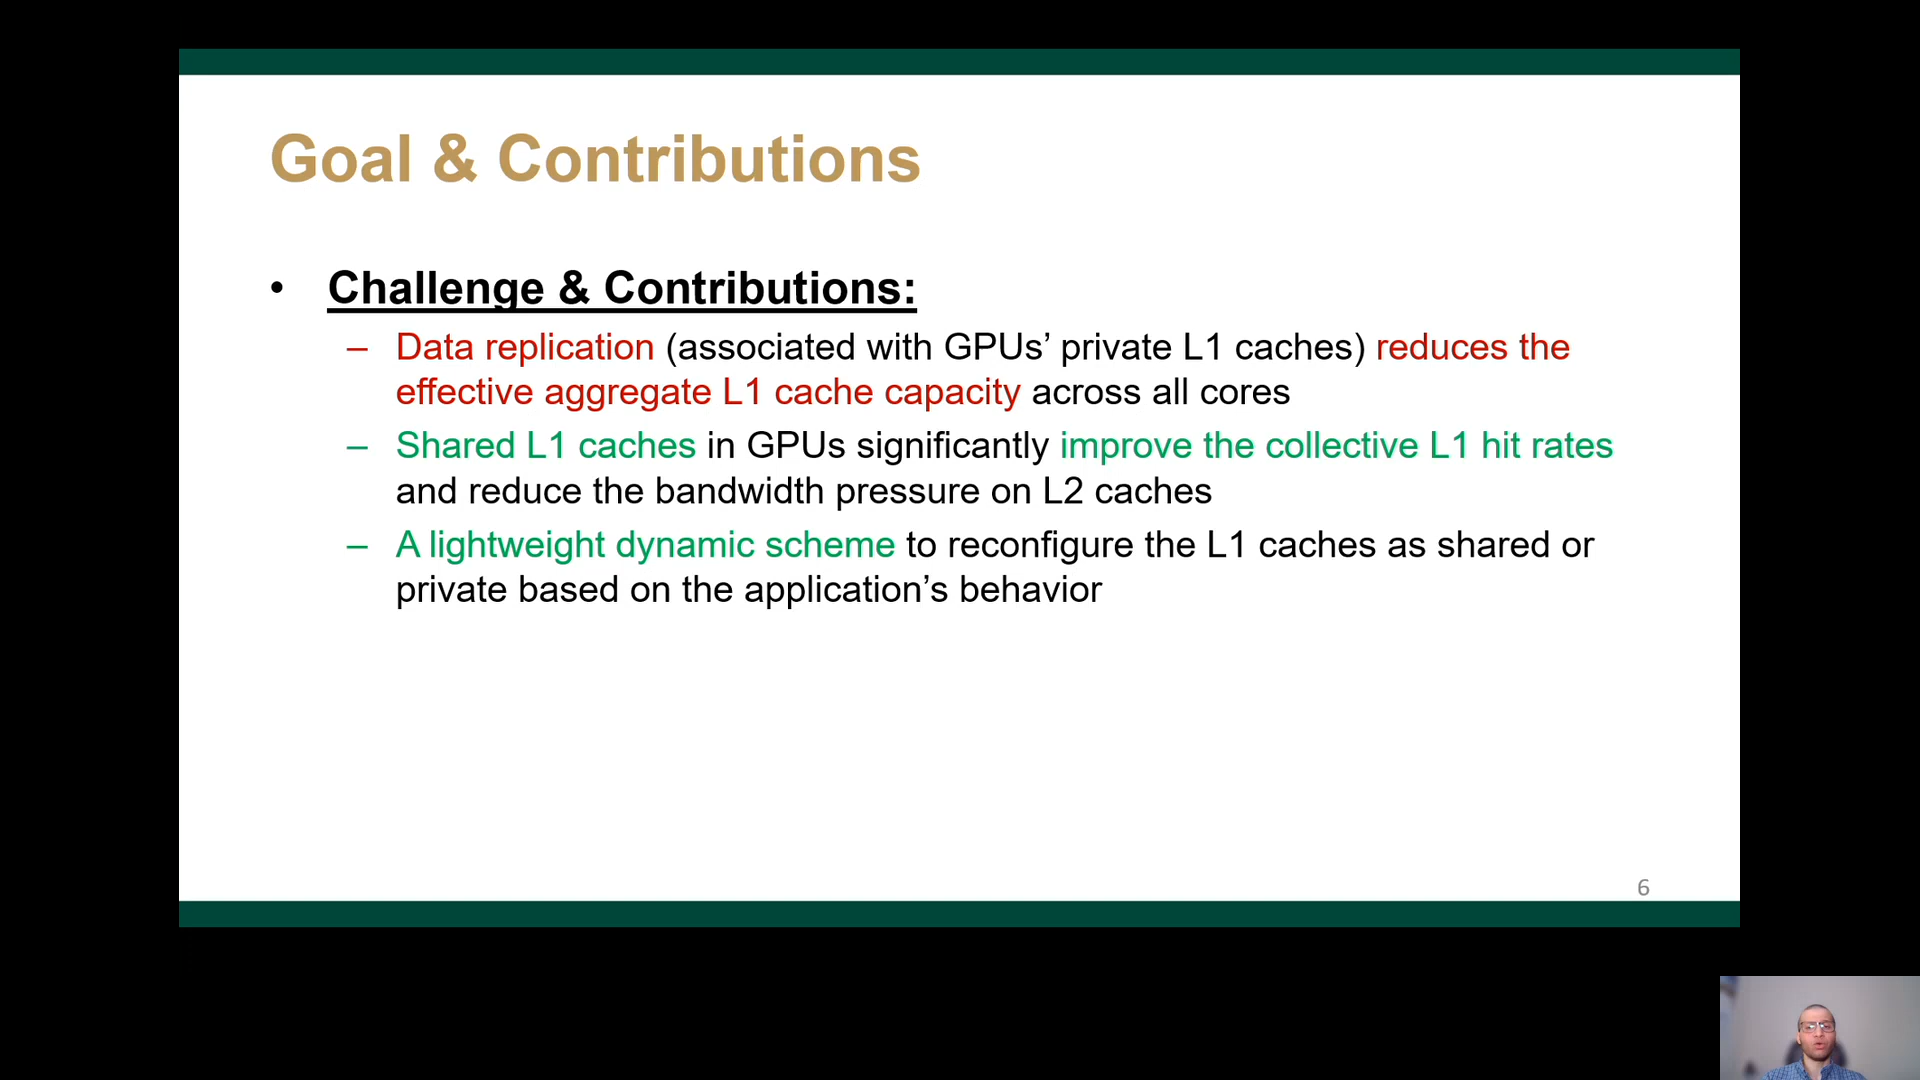 Goal & Contributions
• Challenge & Contributions:
– Data replication (associated with GPUs’ private L1 caches) reduces the
effective aggregate L1 cache capacity across all cores
– Shared L1 caches in GPUs significantly improve the collective L1 hit rates
and reduce the bandwidth pressure on L2 caches
– A lightweight dynamic scheme to reconfigure the L1 caches as shared or
private based on the application’s behavior
6